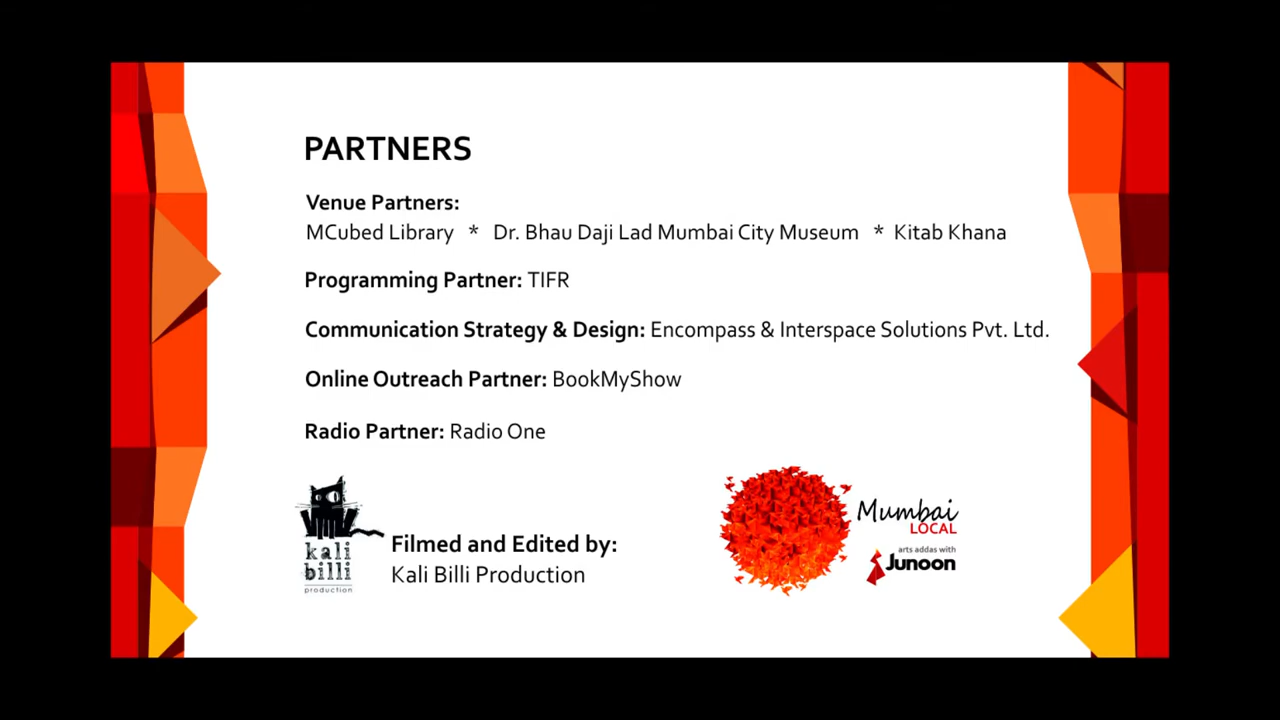 PARTNERS
Venue Partners:
MCubed Library * Dr. Bhau Daji Lad Mumbai City Museum * Kitab Khana
Programming Partner: TIFR
Communication Strategy & Design: Encompass & Interspace Solutions Pvt. Ltd.
Online Outreach Partner: BookMyShow
Radio Partner: Radio One
kali
billi
production
Filmed and Edited by:
Kali Billi Production
Mumbai
LOCAL
arts addas with
Junoon